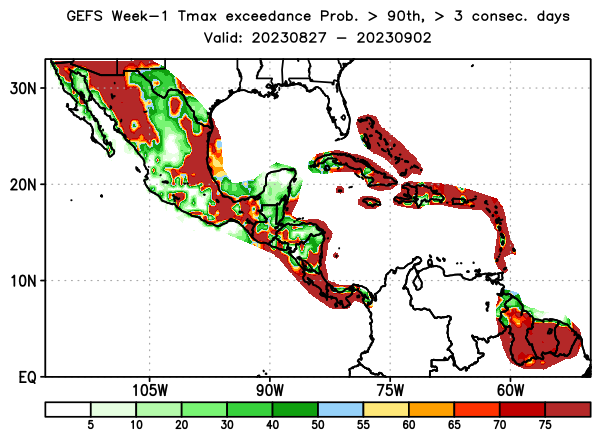 GEFS Week-1 Tmax exceedance Prob. > 90th, > 3 consec. days
Valid: 20230827 - 20230902
30N
20N
10N
EQ
105W 90W 75W 60W
5 20 30 40 50 55 60 65 70 75